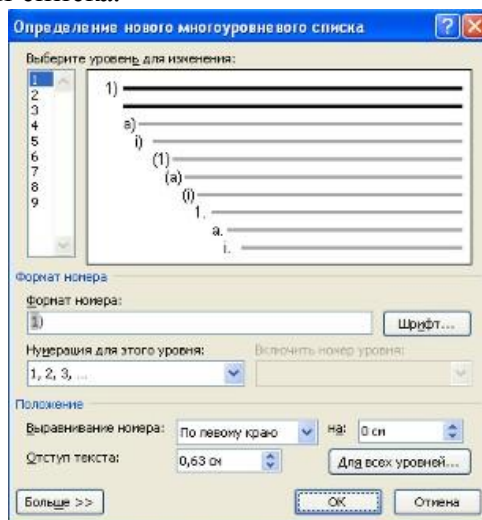 Определение нового многоуровневого списка
Выберите уровень для изменения:
1
2
3
4
5
6
7
8
9
1)
a)
i)
(1)
(a)
(i)
1.
a.
i.
Формат номера
Формат номера:
1)
Шрифт...
Нумерация для этого уровня:
Включить номер уровня:
1, 2, 3, ...
Положение
Выравнивание номера: По левому краю на: 0 см
Отступ текста: 0,63 см Для всех уровней...
Больше >> ОК Отмена